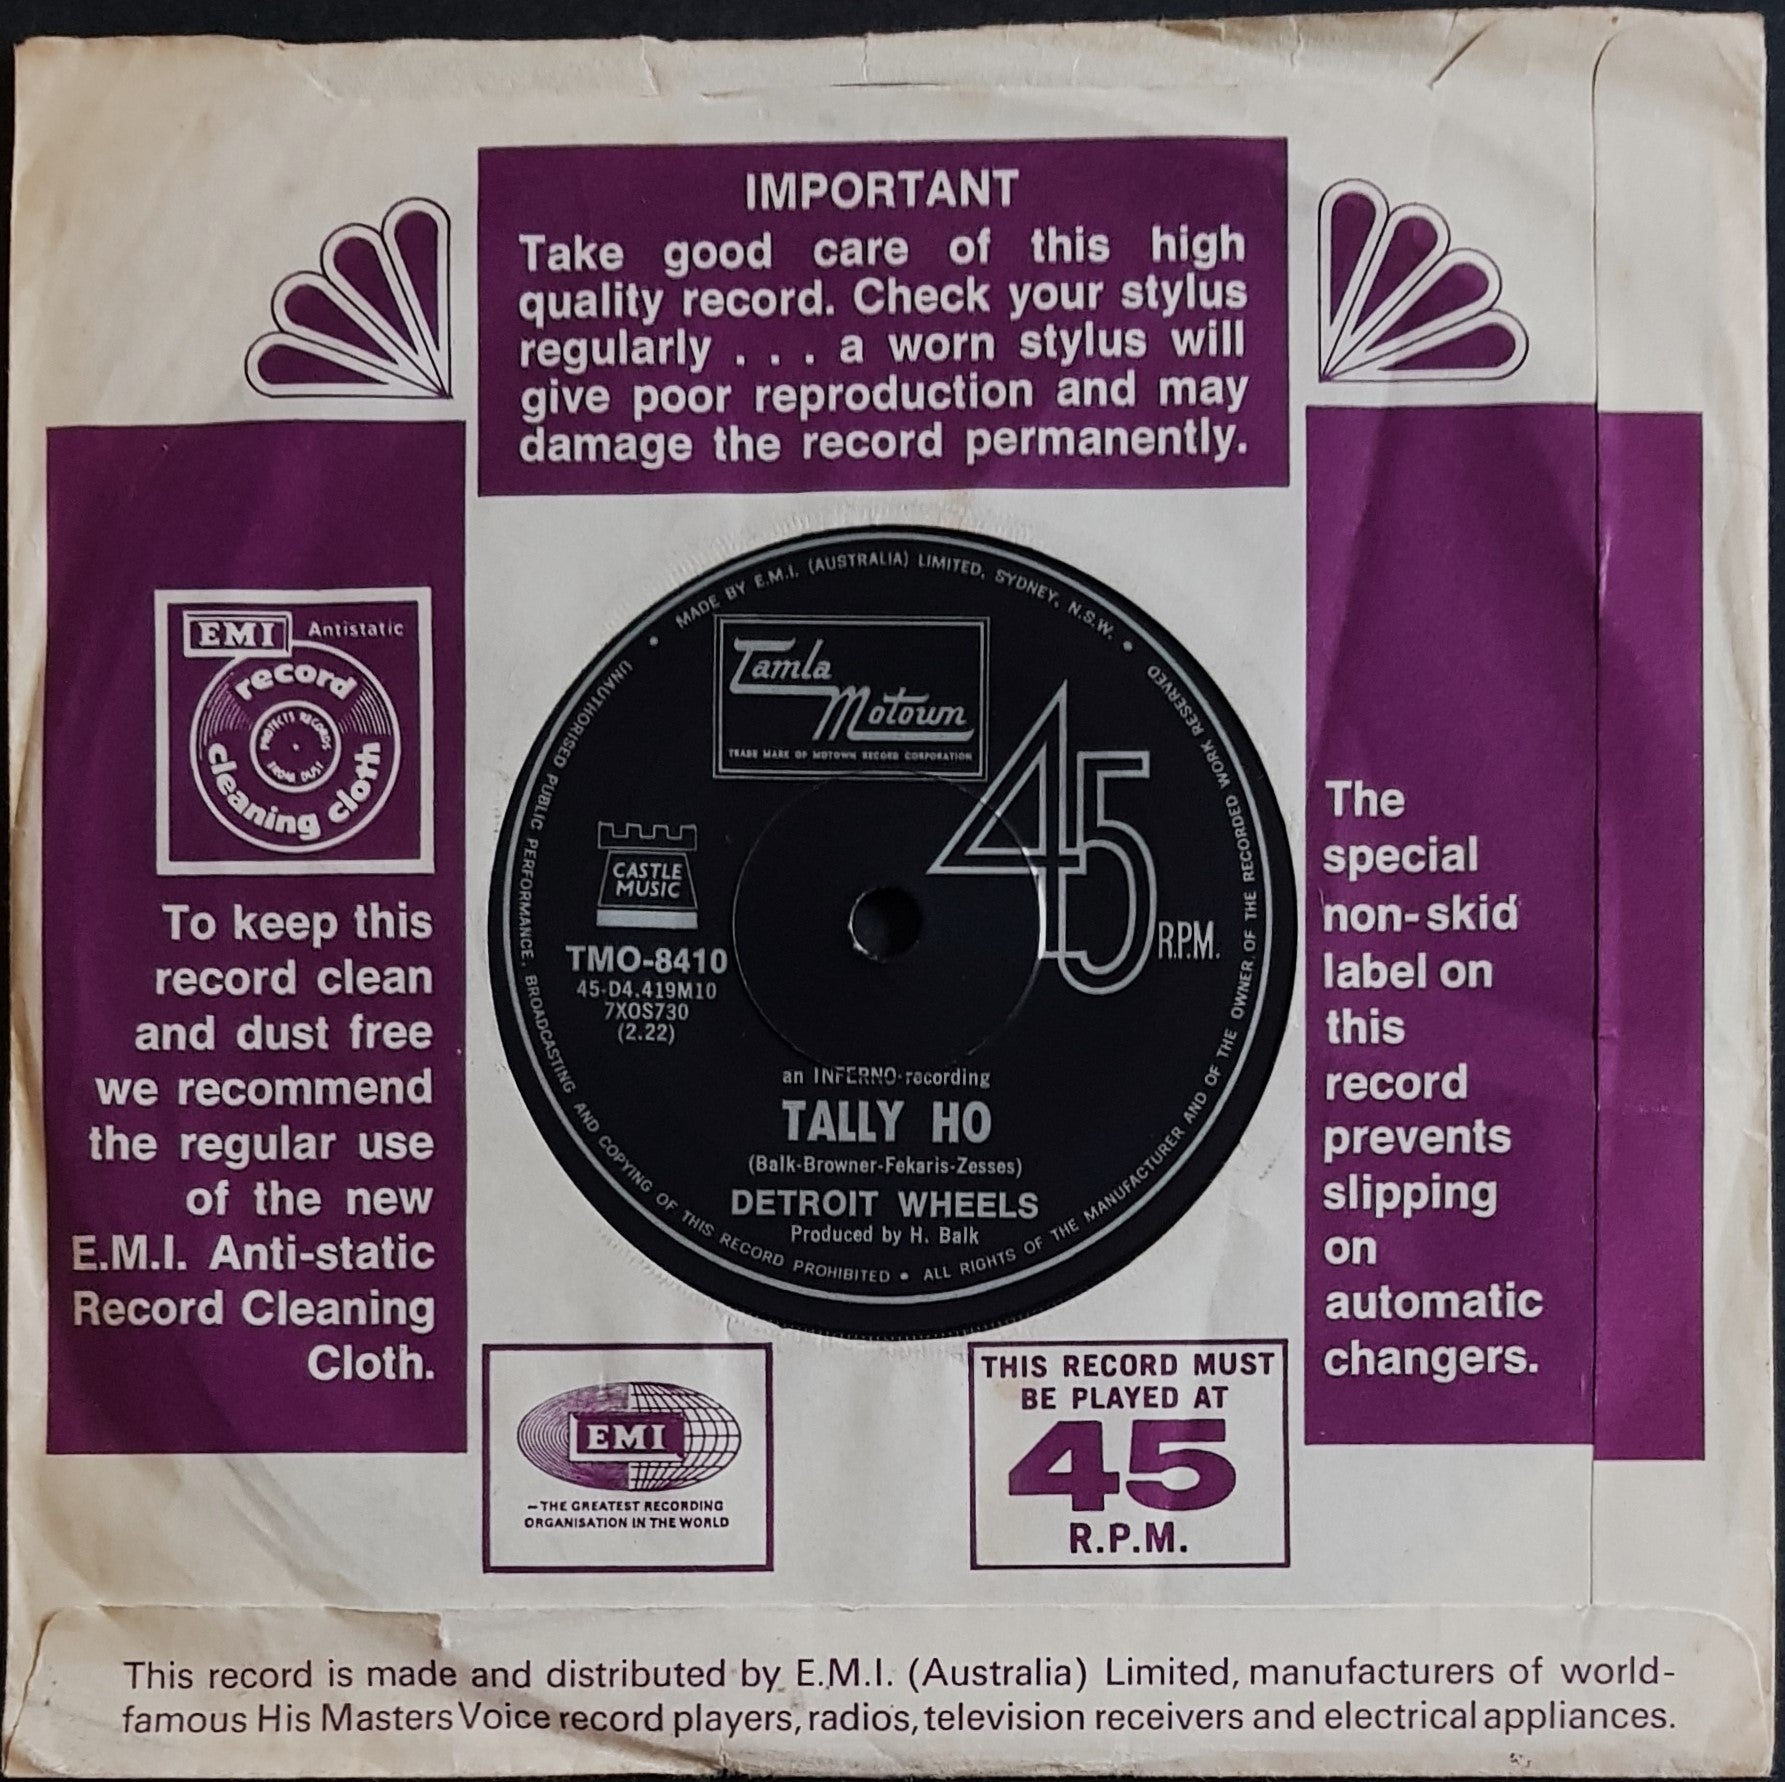 IMPORTANT
Take good care of this high
quality record. Check your stylus
regularly . . . a worn stylus will
give poor reproduction and may
damage the record permanently.
EMI Antistatic
record
cleaning cloth
PROTECTS RECORDS
FROM DUST
To keep this
record clean
and dust free
we recommend
the regular use
of the new
E.M.I. Anti-static
Record Cleaning
Cloth.
MADE BY E.M.I. (AUSTRALIA) LIMITED, SYDNEY, N.S.W. •
UNAUTHORISED PUBLIC PERFORMANCE, BROADCASTING AND COPYING OF THIS RECORD PROHIBITED • ALL RIGHTS OF THE MANUFACTURER AND OF THE OWNER OF THE RECORDED WORK RESERVED
Tamla
Motown
TRADE MARK OF MOTOWN RECORD CORPORATION
45
R.P.M.
CASTLE
MUSIC
TMO-8410
45-D4.419M10
7XOS730
(2.22)
an INFERNO-recording
TALLY HO
(Balk-Browner-Fekaris-Zesses)
DETROIT WHEELS
Produced by H. Balk
The
special
non-skid
label on
this
record
prevents
slipping
on
automatic
changers.
EMI
—THE GREATEST RECORDING
ORGANISATION IN THE WORLD
THIS RECORD MUST
BE PLAYED AT
45
R.P.M.
This record is made and distributed by E.M.I. (Australia) Limited, manufacturers of world-
famous His Masters Voice record players, radios, television receivers and electrical appliances.